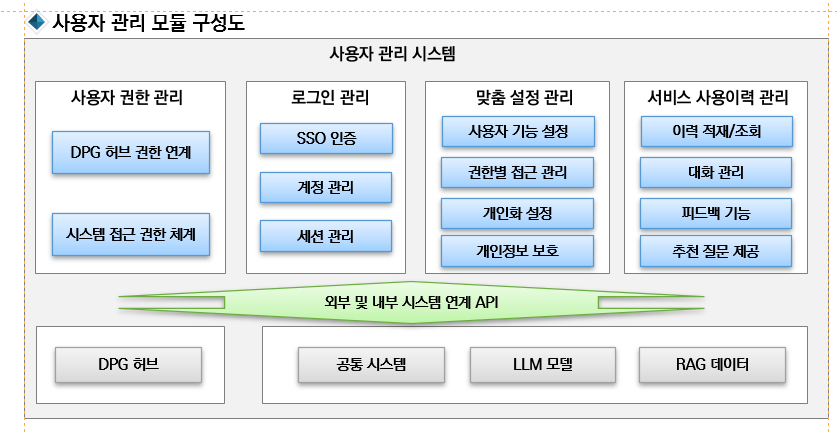 사용자 관리 모듈 구성도
사용자 관리 시스템
사용자 권한 관리
DPG 허브 권한 연계
시스템 접근 권한 체계
로그인 관리
SSO 인증
계정 관리
세션 관리
맞춤 설정 관리
사용자 기능 설정
권한별 접근 관리
개인화 설정
개인정보 보호
서비스 사용이력 관리
이력 적재/조회
대화 관리
피드백 기능
추천 질문 제공
외부 및 내부 시스템 연계 API
DPG 허브
공통 시스템
LLM 모델
RAG 데이터